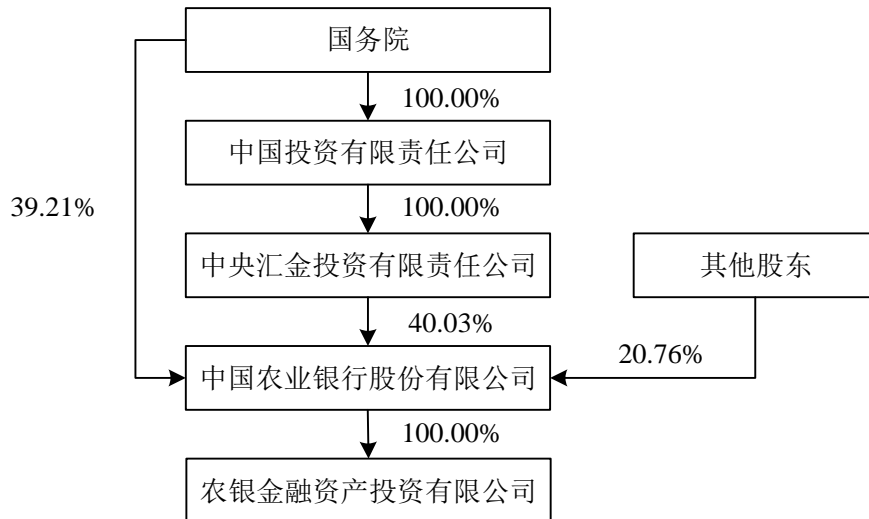 国务院
100.00%
中国投资有限责任公司
39.21%
100.00%
中央汇金投资有限责任公司
其他股东
40.03%
20.76%
中国农业银行股份有限公司
100.00%
农银金融资产投资有限公司